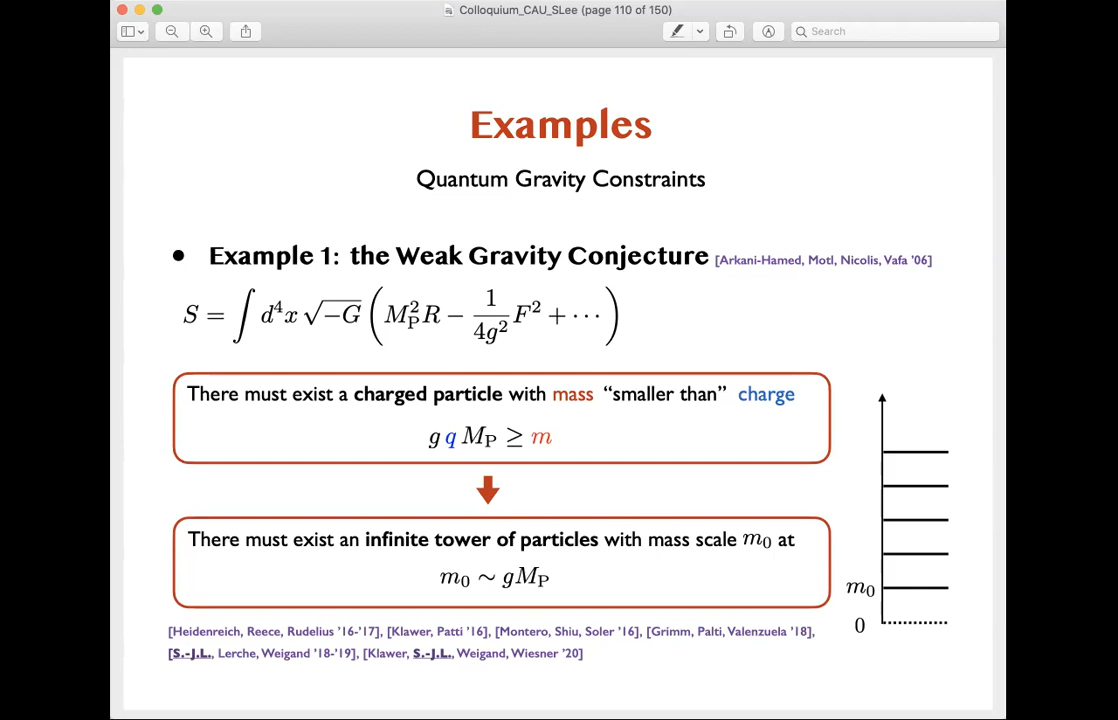 Colloquium_CAU_SLee (page 110 of 150)
Search
Examples
Quantum Gravity Constraints
• Example 1: the Weak Gravity Conjecture [Arkani-Hamed, Motl, Nicolis, Vafa ’06]
S = ∫ d⁴x √−G ( M_P² R − 1/(4g²) F² + ··· )
There must exist a charged particle with mass “smaller than” charge
g q M_P ≥ m
There must exist an infinite tower of particles with mass scale m₀ at
m₀ ∼ gM_P
m₀
0
[Heidenreich, Reece, Rudelius ’16-’17], [Klawer, Patti ’16], [Montero, Shiu, Soler ’16], [Grimm, Palti, Valenzuela ’18],
[S.-J.L., Lerche, Weigand ’18-’19], [Klawer, S.-J.L., Weigand, Wiesner ’20]